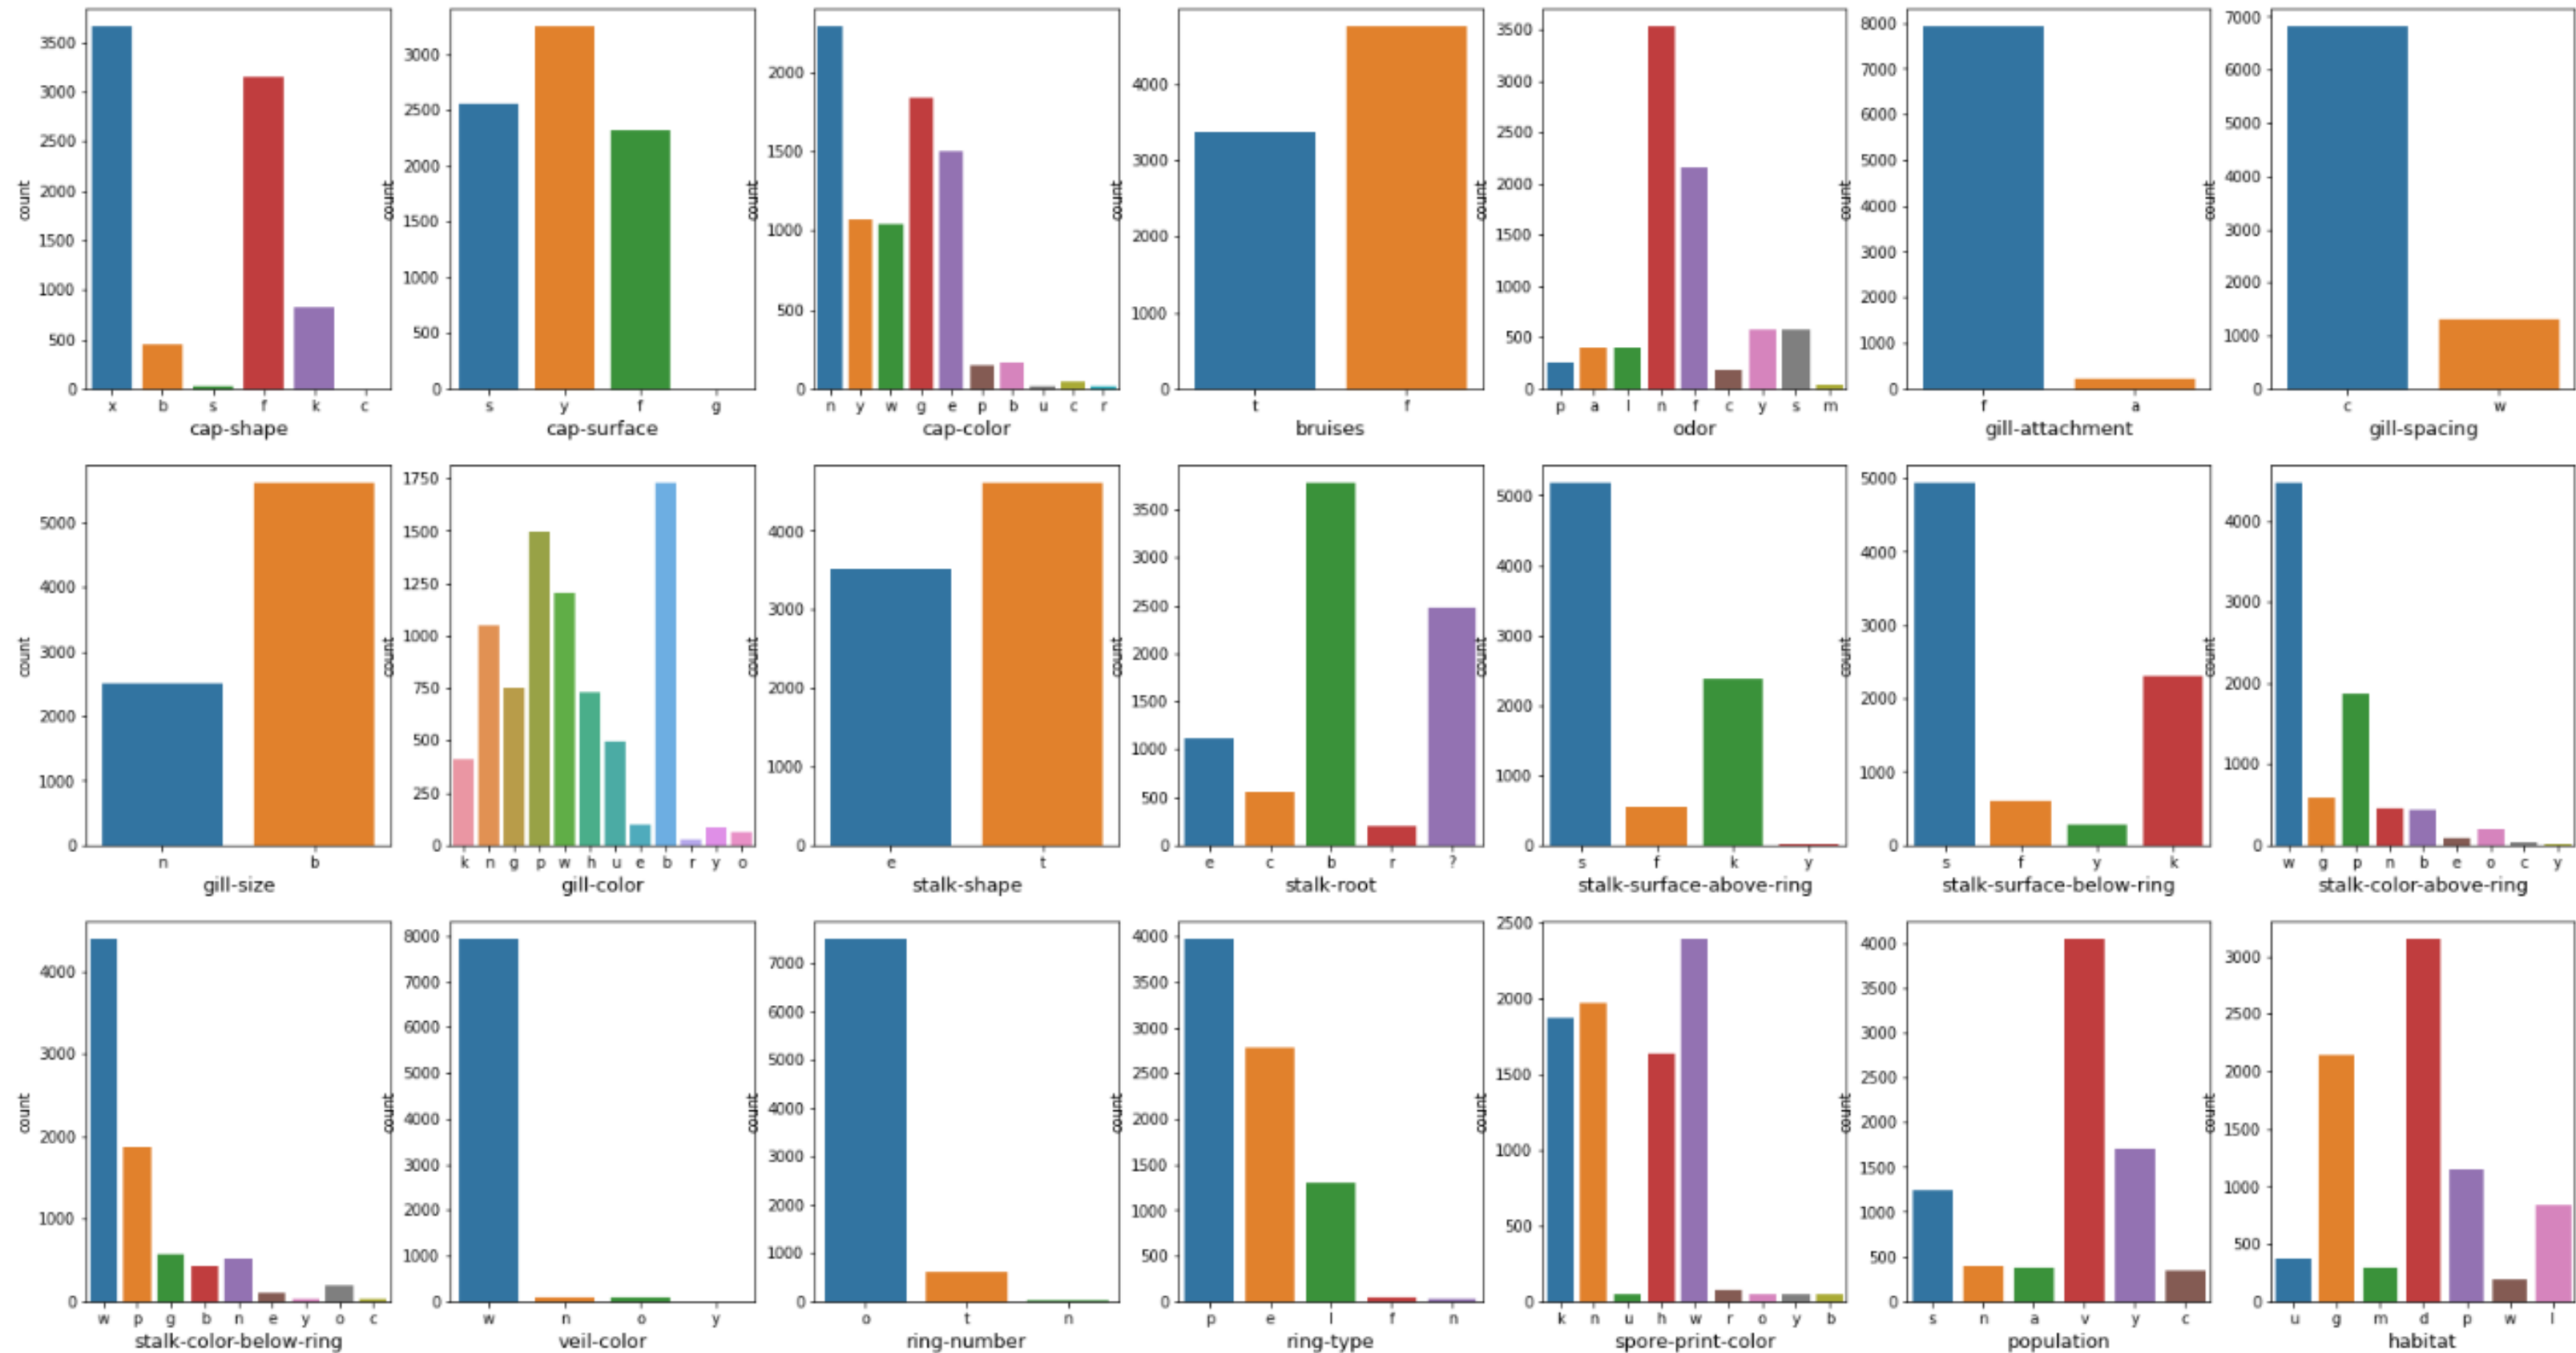 3500
3000
2500
2000
1500
1000
500
0
count
x b s f k c
cap-shape
3000
2500
2000
1500
1000
500
0
count
s y f g
cap-surface
2000
1500
1000
500
0
count
n y w g e p b u c r
cap-color
4000
3000
2000
1000
0
count
t f
bruises
3500
3000
2500
2000
1500
1000
500
0
count
p a l n f c y s m
odor
8000
7000
6000
5000
4000
3000
2000
1000
0
count
f a
gill-attachment
7000
6000
5000
4000
3000
2000
1000
0
count
c w
gill-spacing
5000
4000
3000
2000
1000
0
count
n b
gill-size
1750
1500
1250
1000
750
500
250
0
count
k n g p w h u e b r y o
gill-color
4000
3000
2000
1000
0
count
e t
stalk-shape
3500
3000
2500
2000
1500
1000
500
0
count
e c b r ?
stalk-root
5000
4000
3000
2000
1000
0
count
s f k y
stalk-surface-above-ring
5000
4000
3000
2000
1000
0
count
s f y k
stalk-surface-below-ring
4000
3000
2000
1000
0
count
w g p n b e o c y
stalk-color-above-ring
4000
3000
2000
1000
0
count
w p g b n e y o c
stalk-color-below-ring
8000
7000
6000
5000
4000
3000
2000
1000
0
count
w n o y
veil-color
7000
6000
5000
4000
3000
2000
1000
0
count
o t n
ring-number
4000
3500
3000
2500
2000
1500
1000
500
0
count
p e l f n
ring-type
2500
2000
1500
1000
500
0
count
k n u h w r o y b
spore-print-color
4000
3500
3000
2500
2000
1500
1000
500
0
count
s n a v y c
population
3000
2500
2000
1500
1000
500
0
count
u g m d p w l
habitat